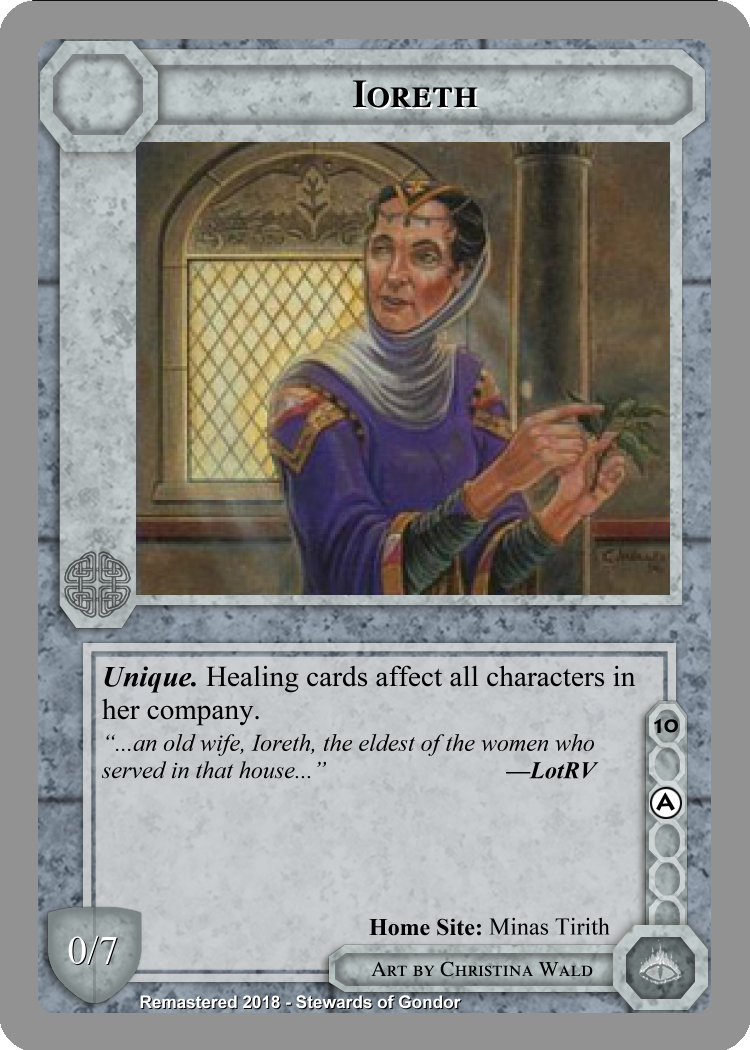 IORETH
Unique. Healing cards affect all characters in
her company.
“...an old wife, Ioreth, the eldest of the women who
served in that house...” —LotRV
10
A
Home Site: Minas Tirith
0/7
ART BY CHRISTINA WALD
Remastered 2018 - Stewards of Gondor